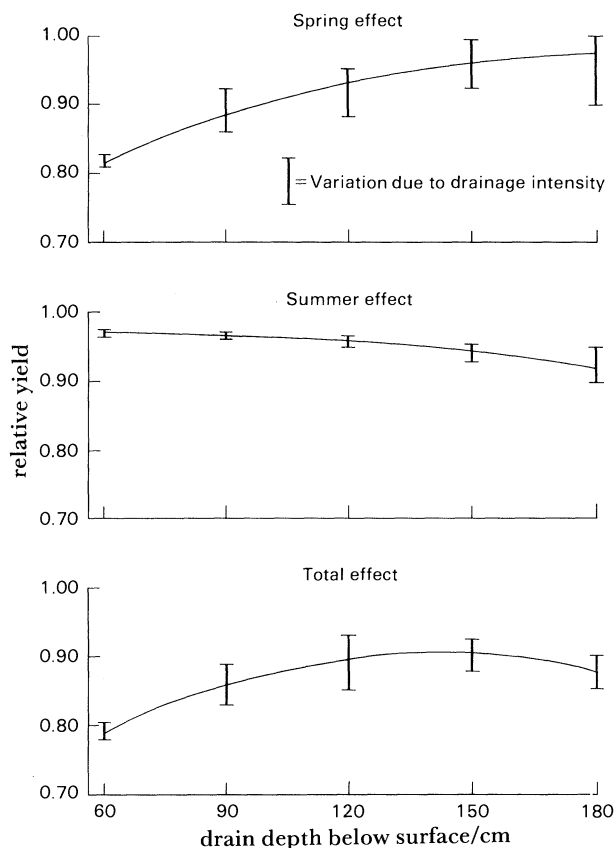 Spring effect
1.00
0.90
0.80
0.70
=Variation due to drainage intensity
Summer effect
1.00
0.90
0.80
0.70
relative yield
Total effect
1.00
0.90
0.80
0.70
60 90 120 150 180
drain depth below surface/cm